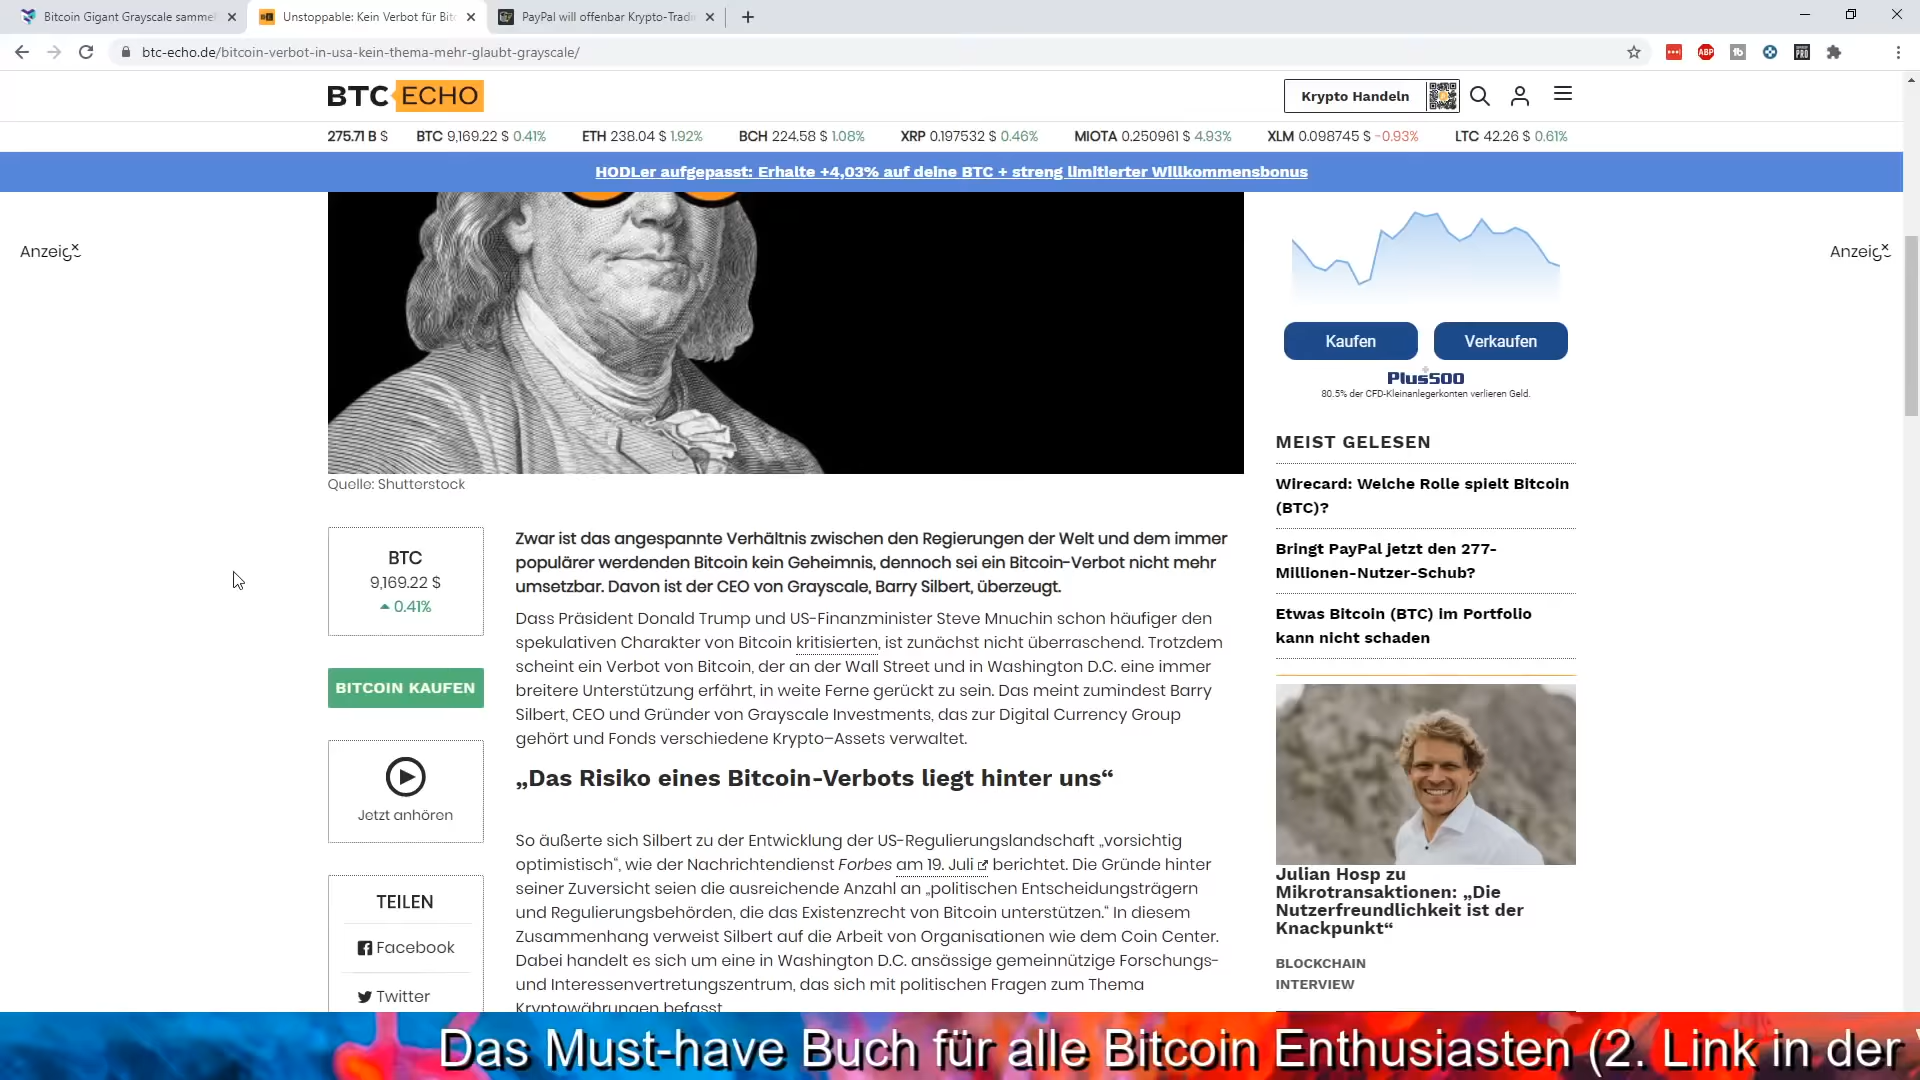 Bitcoin Gigant Grayscale sammel
Unstoppable: Kein Verbot für Bitc
PayPal will offenbar Krypto-Tradi
btc-echo.de/bitcoin-verbot-in-usa-kein-thema-mehr-glaubt-grayscale/
ABP
BTC ECHO
Krypto Handeln
275.71 B $ BTC 9,169.22 $ 0.41% ETH 238.04 $ 1.92% BCH 224.58 $ 1.08% XRP 0.197532 $ 0.46% MIOTA 0.250961 $ 4.93% XLM 0.098745 $ -0.93% LTC 42.26 $ 0.61%
HODLer aufgepasst: Erhalte +4,03% auf deine BTC + streng limitierter Willkommensbonus
Anzeige
Anzeige
Quelle: Shutterstock
BTC
9,169.22 $
0.41%
BITCOIN KAUFEN
Jetzt anhören
TEILEN
Facebook
Twitter
Zwar ist das angespannte Verhältnis zwischen den Regierungen der Welt und dem immer
populärer werdenden Bitcoin kein Geheimnis, dennoch sei ein Bitcoin-Verbot nicht mehr
umsetzbar. Davon ist der CEO von Grayscale, Barry Silbert, überzeugt.
Dass Präsident Donald Trump und US-Finanzminister Steve Mnuchin schon häufiger den
spekulativen Charakter von Bitcoin kritisierten, ist zunächst nicht überraschend. Trotzdem
scheint ein Verbot von Bitcoin, der an der Wall Street und in Washington D.C. eine immer
breitere Unterstützung erfährt, in weite Ferne gerückt zu sein. Das meint zumindest Barry
Silbert, CEO und Gründer von Grayscale Investments, das zur Digital Currency Group
gehört und Fonds verschiedene Krypto–Assets verwaltet.
„Das Risiko eines Bitcoin-Verbots liegt hinter uns“
So äußerte sich Silbert zu der Entwicklung der US-Regulierungslandschaft „vorsichtig
optimistisch“, wie der Nachrichtendienst Forbes am 19. Juli berichtet. Die Gründe hinter
seiner Zuversicht seien die ausreichende Anzahl an „politischen Entscheidungsträgern
und Regulierungsbehörden, die das Existenzrecht von Bitcoin unterstützen.“ In diesem
Zusammenhang verweist Silbert auf die Arbeit von Organisationen wie dem Coin Center.
Dabei handelt es sich um eine in Washington D.C. ansässige gemeinnützige Forschungs-
und Interessenvertretungszentrum, das sich mit politischen Fragen zum Thema
Kryptowährungen befasst.
Kaufen
Verkaufen
Plus500
80.5% der CFD-Kleinanlegerkonten verlieren Geld.
MEIST GELESEN
Wirecard: Welche Rolle spielt Bitcoin
(BTC)?
Bringt PayPal jetzt den 277-
Millionen-Nutzer-Schub?
Etwas Bitcoin (BTC) im Portfolio
kann nicht schaden
Julian Hosp zu
Mikrotransaktionen: „Die
Nutzerfreundlichkeit ist der
Knackpunkt“
BLOCKCHAIN
INTERVIEW
Das Must-have Buch für alle Bitcoin Enthusiasten (2. Link in der